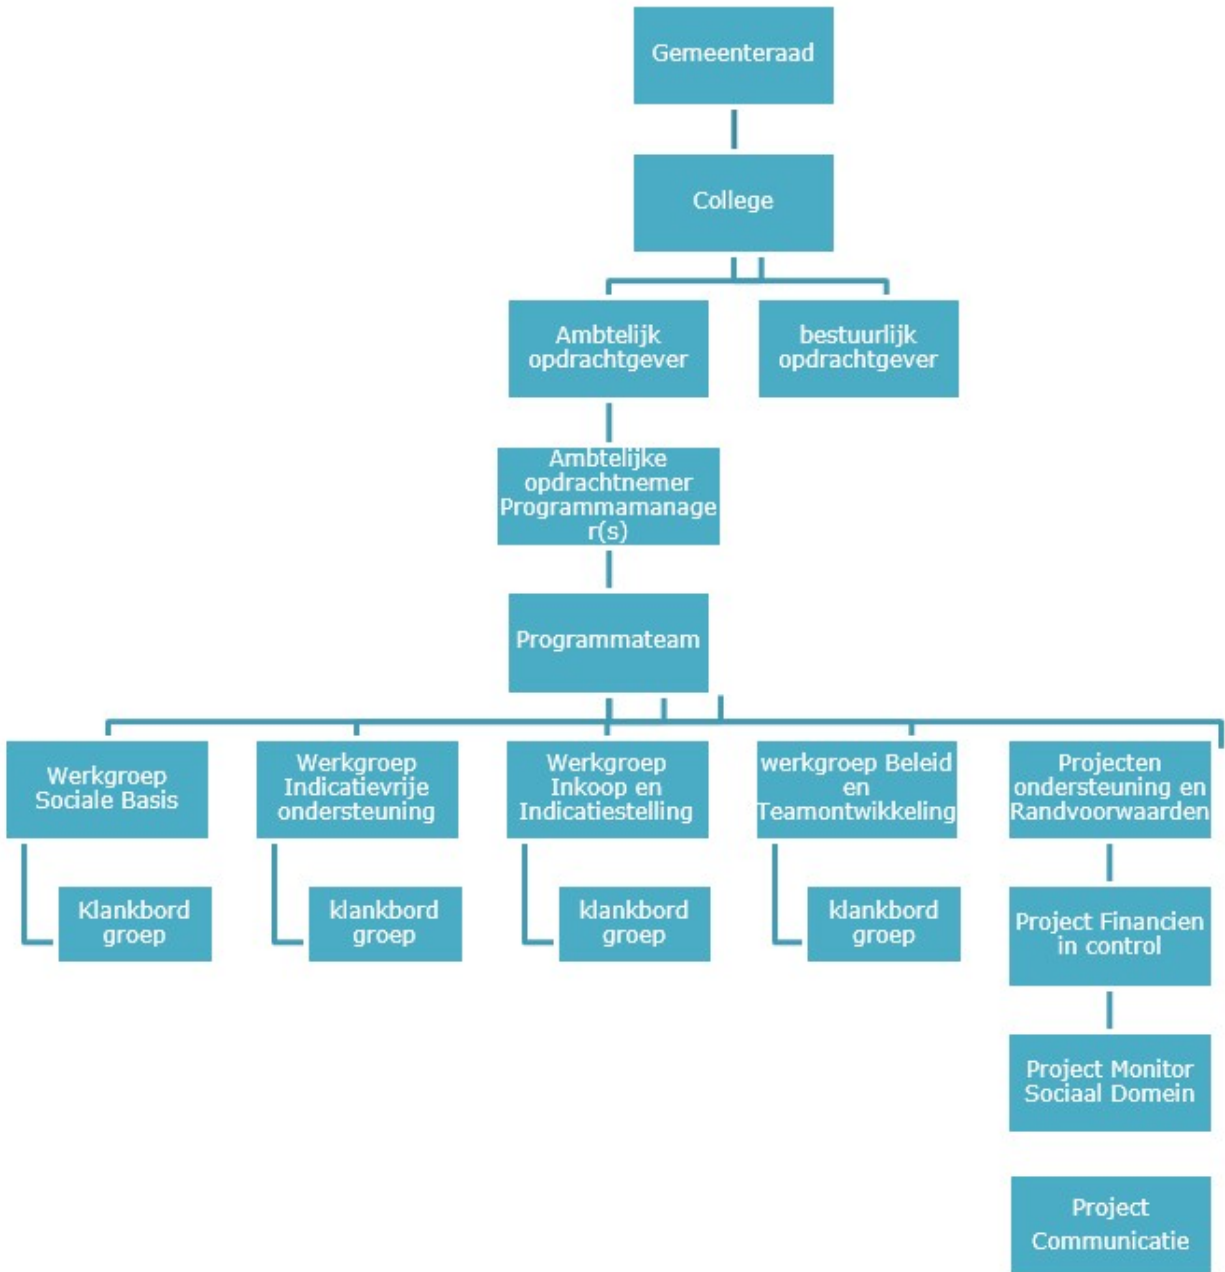 Gemeenteraad
College
Ambtelijk
opdrachtgever
bestuurlijk
opdrachtgever
Ambtelijke
opdrachtnemer
Programmamanage
r(s)
Programmateam
Werkgroep
Sociale Basis
Werkgroep
Indicatievrije
ondersteuning
Werkgroep
Inkoop en
Indicatiestelling
werkgroep Beleid
en
Teamontwikkeling
Projecten
ondersteuning en
Randvoorwaarden
Klankbord
groep
klankbord
groep
klankbord
groep
klankbord
groep
Project Financien
in control
Project Monitor
Sociaal Domein
Project
Communicatie